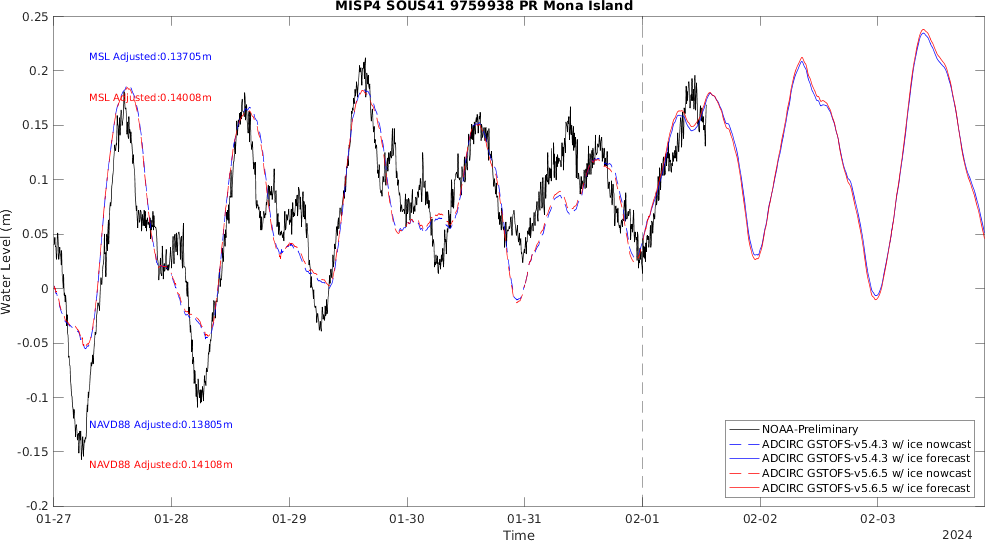 MISP4 SOUS41 9759938 PR Mona Island
0.25
0.2
0.15
0.1
0.05
0
-0.05
-0.1
-0.15
-0.2
Water Level (m)
MSL Adjusted:0.13705m
MSL Adjusted:0.14008m
NAVD88 Adjusted:0.13805m
NAVD88 Adjusted:0.14108m
NOAA-Preliminary
ADCIRC GSTOFS-v5.4.3 w/ ice nowcast
ADCIRC GSTOFS-v5.4.3 w/ ice forecast
ADCIRC GSTOFS-v5.6.5 w/ ice nowcast
ADCIRC GSTOFS-v5.6.5 w/ ice forecast
01-27 01-28 01-29 01-30 01-31 02-01 02-02 02-03
Time
2024